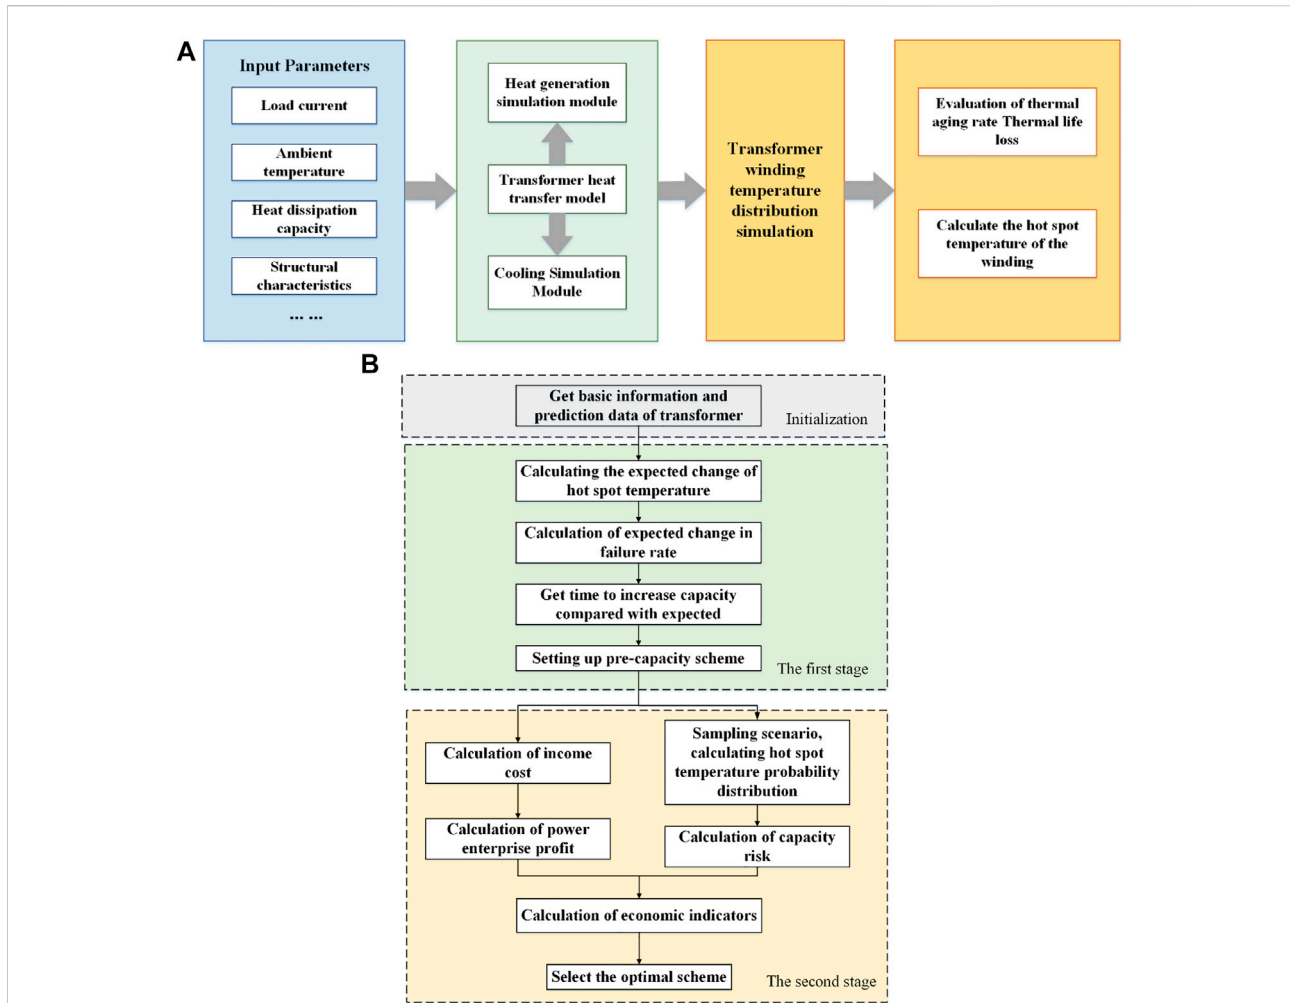 A
Input Parameters
Load current
Ambient
temperature
Heat dissipation
capacity
Structural
characteristics
... ...
Heat generation
simulation module
Transformer heat
transfer model
Cooling Simulation
Module
Transformer
winding
temperature
distribution
simulation
Evaluation of thermal
aging rate Thermal life
loss
Calculate the hot spot
temperature of the
winding
B
Get basic information and
prediction data of transformer
Initialization
Calculating the expected change of
hot spot temperature
Calculation of expected change in
failure rate
Get time to increase capacity
compared with expected
Setting up pre-capacity scheme
The first stage
Calculation of income
cost
Calculation of power
enterprise profit
Sampling scenario,
calculating hot spot
temperature probability
distribution
Calculation of capacity
risk
Calculation of economic indicators
Select the optimal scheme
The second stage